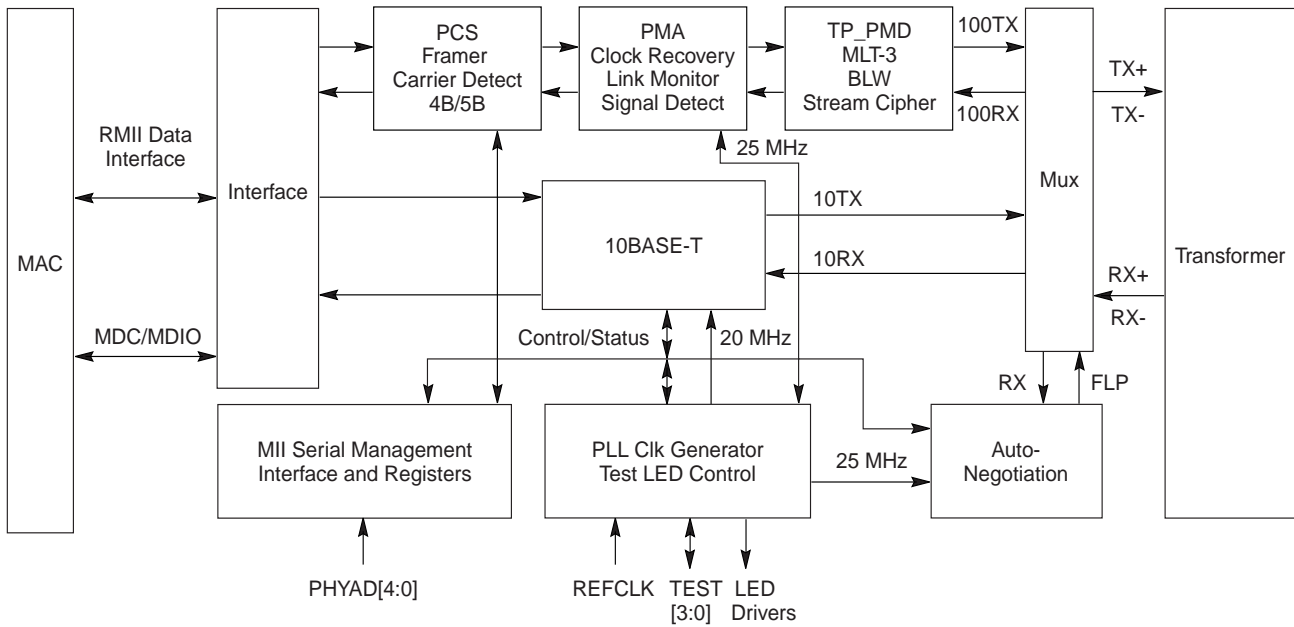 PCS
Framer
Carrier Detect
4B/5B
PMA
Clock Recovery
Link Monitor
Signal Detect
TP_PMD
MLT-3
BLW
Stream Cipher
100TX
100RX
TX+
TX-
RMII Data
Interface
Interface
25 MHz
Mux
MAC
10BASE-T
10TX
10RX
Transformer
RX+
RX-
MDC/MDIO
Control/Status
20 MHz
RX
FLP
MII Serial Management
Interface and Registers
PLL Clk Generator
Test LED Control
25 MHz
Auto-
Negotiation
PHYAD[4:0]
REFCLK
TEST
[3:0]
LED
Drivers